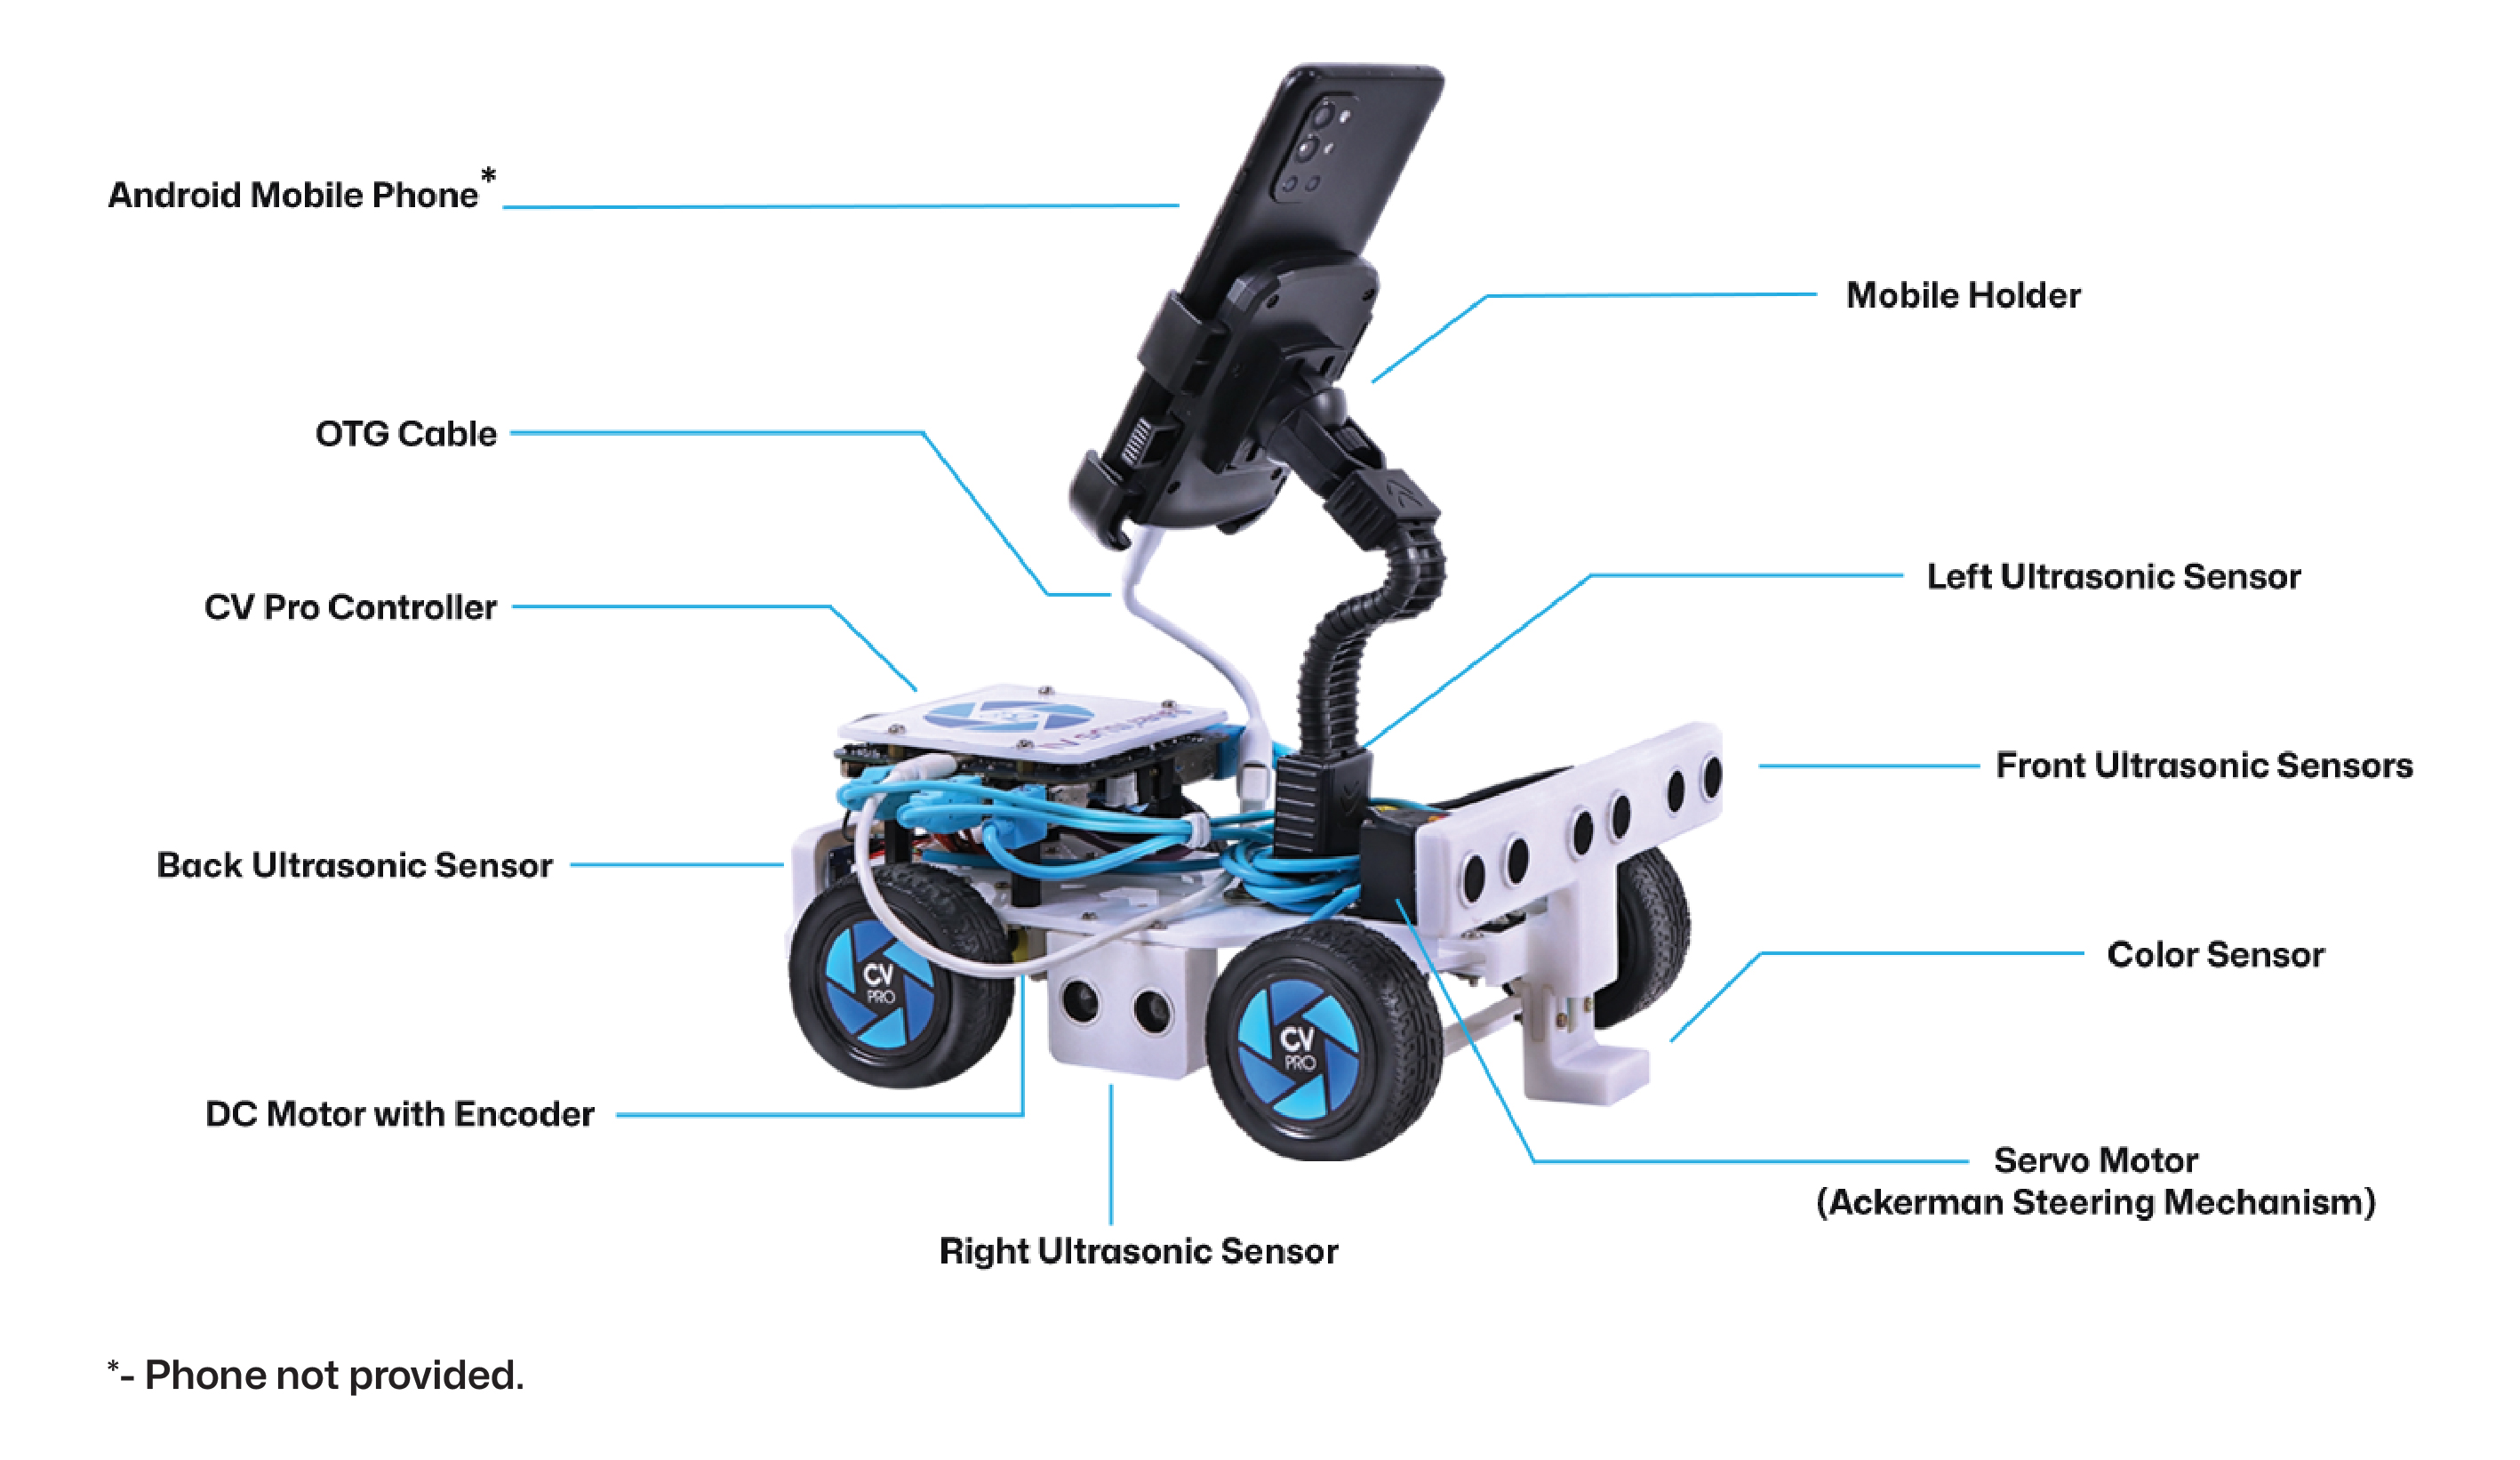 Android Mobile Phone*
Mobile Holder
OTG Cable
Left Ultrasonic Sensor
CV Pro Controller
Front Ultrasonic Sensors
Back Ultrasonic Sensor
Color Sensor
CV
PRO
CV
PRO
DC Motor with Encoder
Servo Motor
(Ackerman Steering Mechanism)
Right Ultrasonic Sensor
*- Phone not provided.